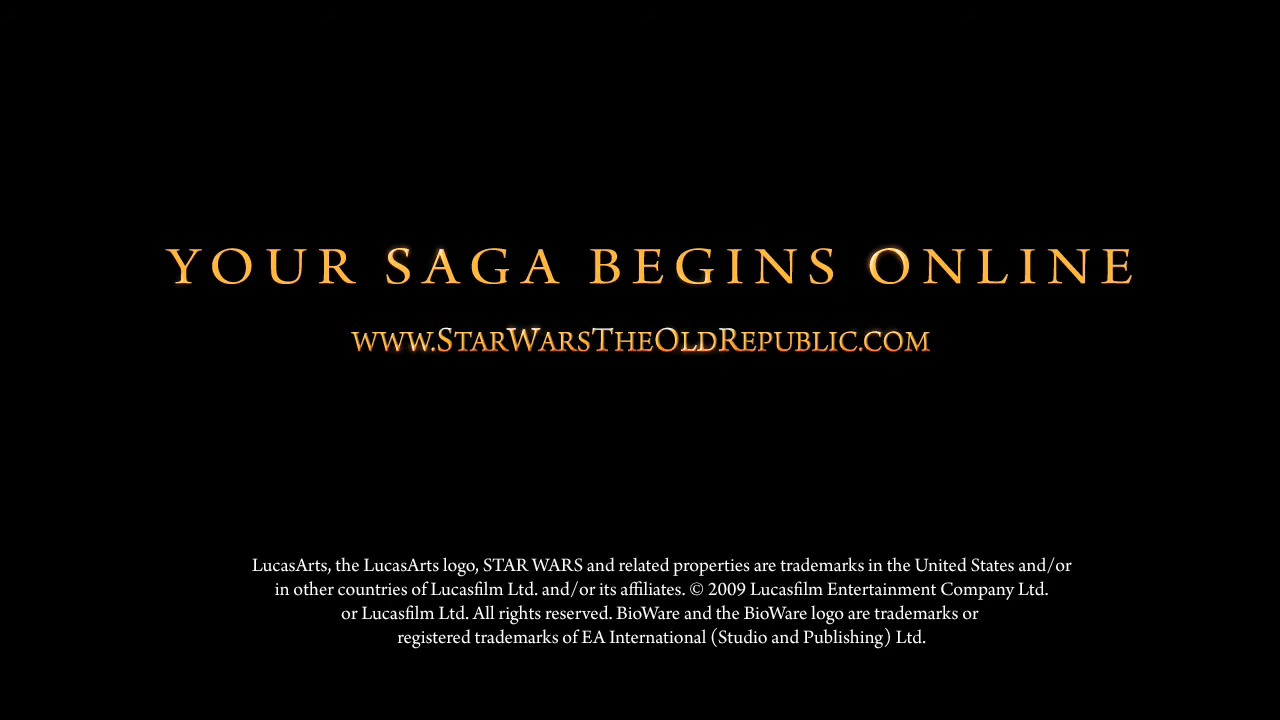 YOUR SAGA BEGINS ONLINE
WWW.STARWARSTHEOLDREPUBLIC.COM
LucasArts, the LucasArts logo, STAR WARS and related properties are trademarks in the United States and/or
in other countries of Lucasfilm Ltd. and/or its affiliates. © 2009 Lucasfilm Entertainment Company Ltd.
or Lucasfilm Ltd. All rights reserved. BioWare and the BioWare logo are trademarks or
registered trademarks of EA International (Studio and Publishing) Ltd.